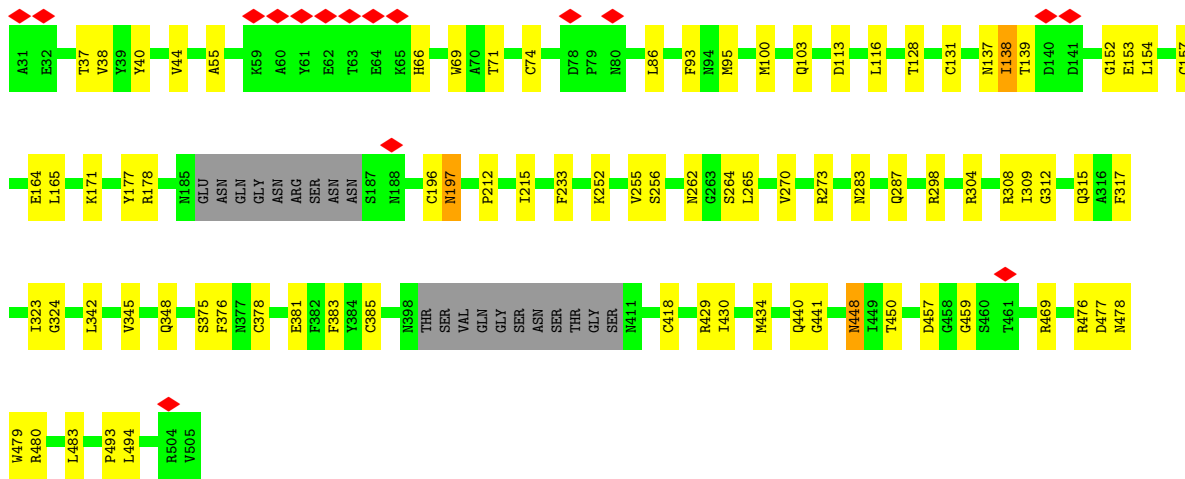 A31 E32 T37 V38 Y39 Y40 V44 A55 K59 A60 Y61 E62 T63 E64 K65 H66 W69 A70 T71 C74 D78 P79 N80 L86 F93 N94 M95 M100 Q103 D113 L116 T128 C131 N137 I138 T139 D140 D141 G152 E153 L154 C157
E164 L165 K171 Y177 R178 N185 GLU ASN GLN GLY ASN ARG SER ASN ASN S187 N188 C196 N197 P212 I215 F233 K252 V255 S256 N262 G263 S264 L265 V270 R273 N283 Q287 R298 R304 R308 I309 G312 Q315 A316 F317
I323 G324 L342 V345 Q348 S375 F376 N377 C378 E381 F382 F383 Y384 C385 N398 THR SER VAL GLN GLY SER ASN SER THR GLY SER N411 C418 R429 I430 M434 Q440 G441 N448 I449 T450 D457 G458 G459 S460 T461 R469 R476 D477 N478
W479 R480 L483 P493 L494 R504 V505